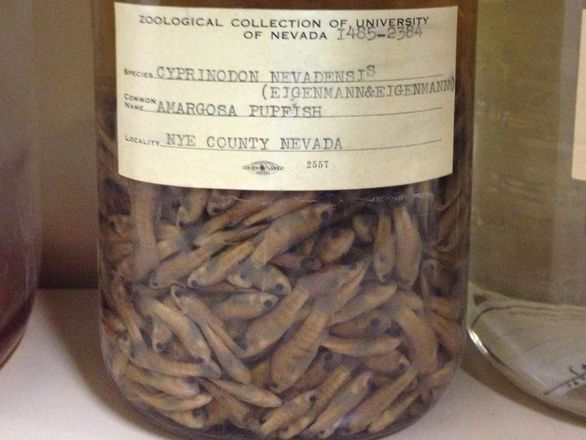 ZOOLOGICAL COLLECTION OF UNIVERSITY
OF NEVADA 1485-2384
SPECIES CYPRINODON NEVADENSIS
(EIGENMANN&EIGENMANN)
COMMON
NAME AMARGOSA PUPFISH
LOCALITY NYE COUNTY NEVADA
2557